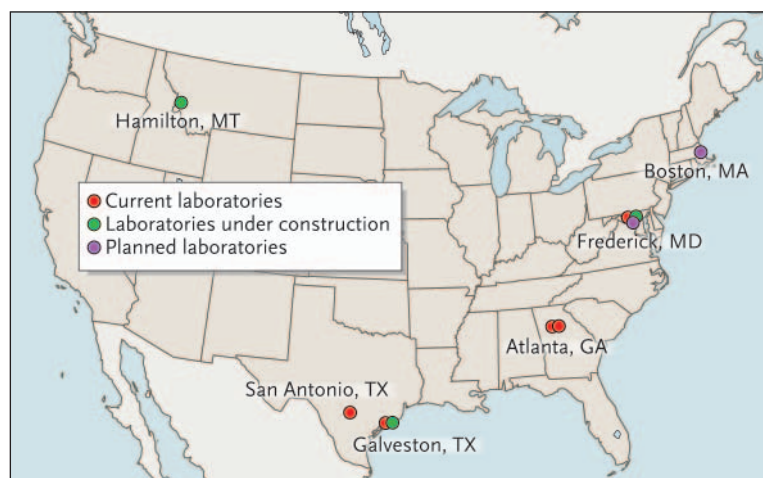 Hamilton, MT
Boston, MA
Current laboratories
Laboratories under construction
Planned laboratories
Frederick, MD
Atlanta, GA
San Antonio, TX
Galveston, TX